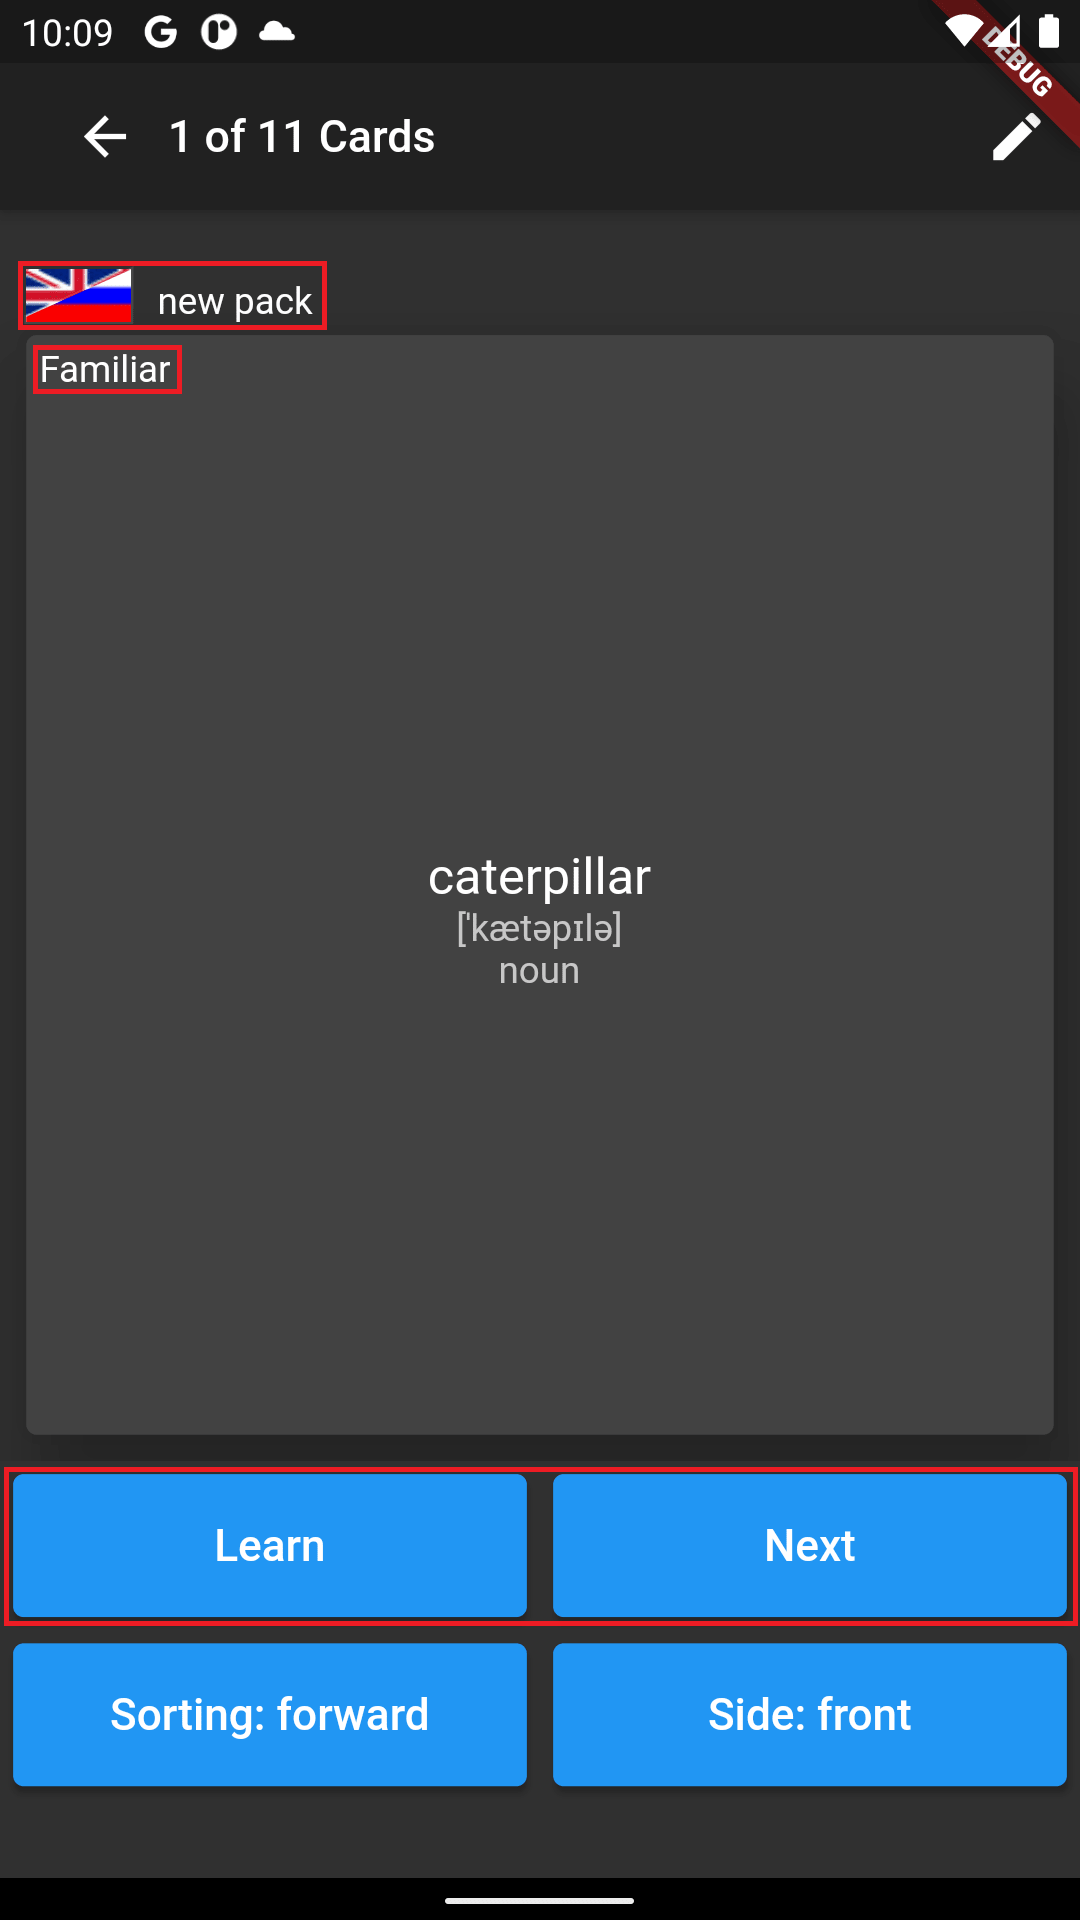 10:09
DEBUG
1 of 11 Cards
new pack
Familiar
caterpillar
['kætəpɪlə]
noun
Learn
Next
Sorting: forward
Side: front